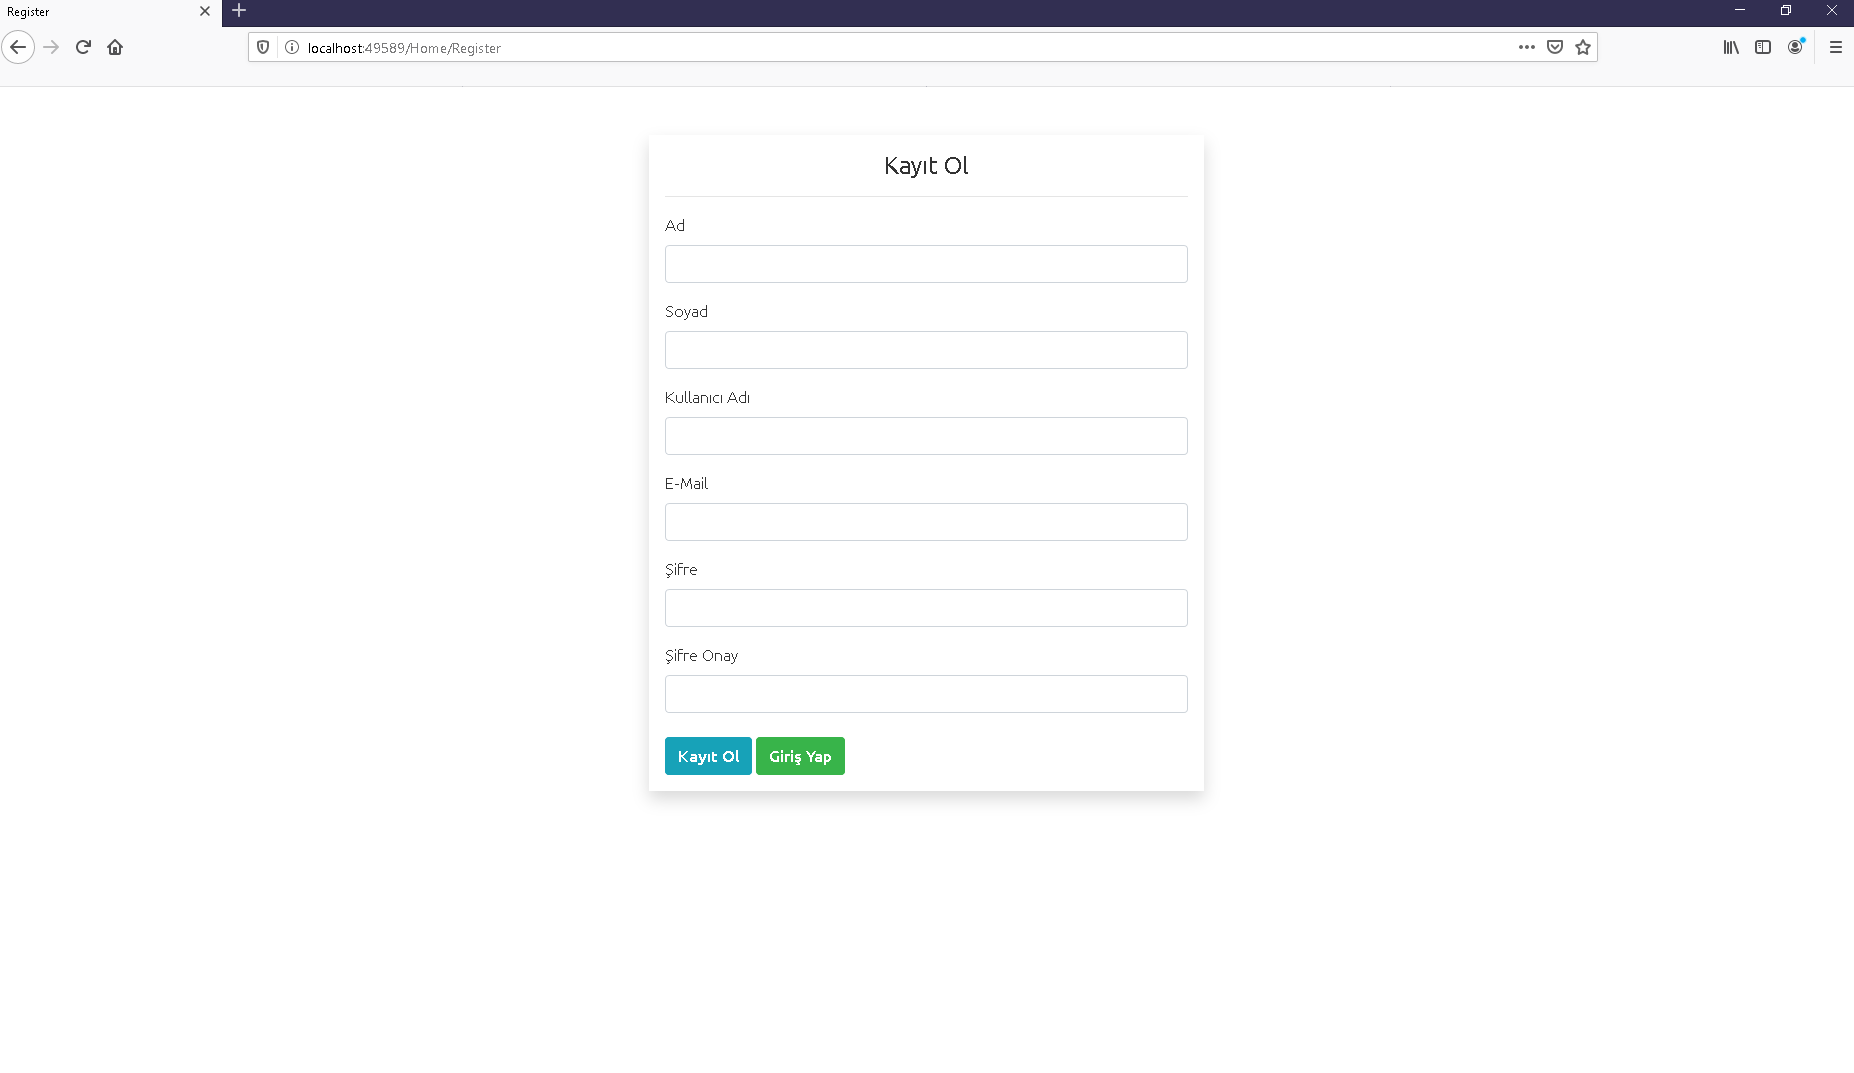 Register
localhost:49589/Home/Register
Kayıt Ol
Ad
Soyad
Kullanıcı Adı
E-Mail
Şifre
Şifre Onay
Kayıt Ol Giriş Yap